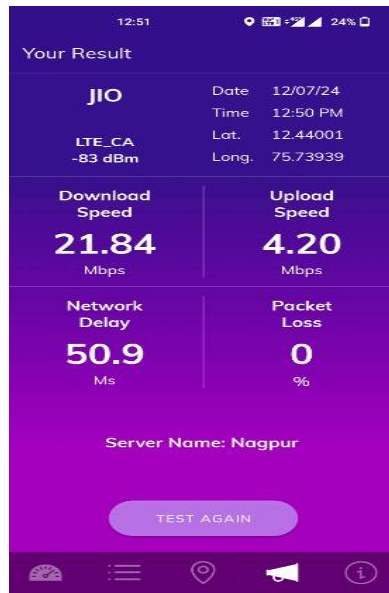 12:51 24%
Your Result
JIO
LTE_CA
-83 dBm
Date 12/07/24
Time 12:50 PM
Lat. 12.44001
Long. 75.73939
Download
Speed
21.84
Mbps
Upload
Speed
4.20
Mbps
Network
Delay
50.9
Ms
Packet
Loss
0
%
Server Name: Nagpur
TEST AGAIN